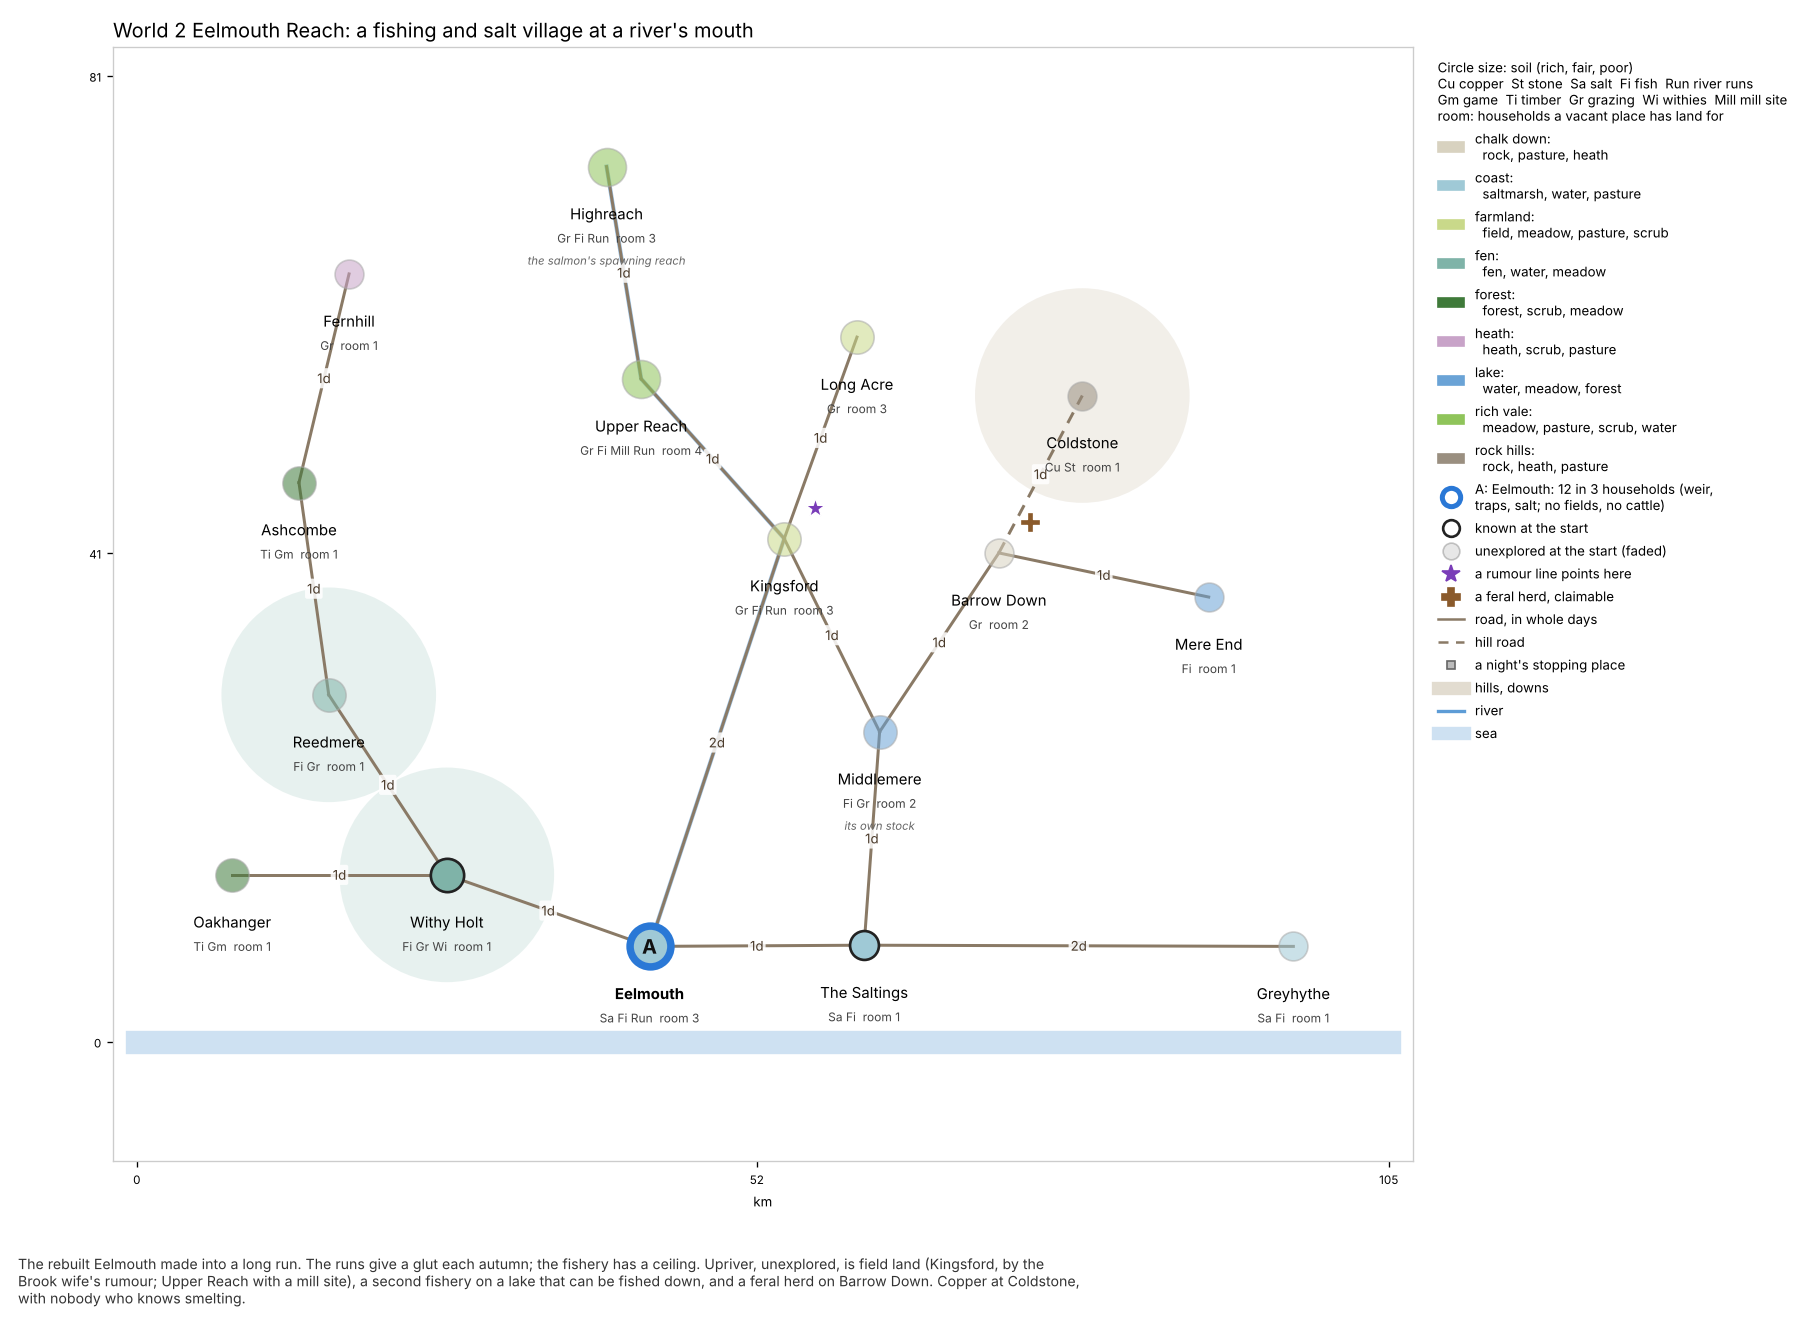 World 2 Eelmouth Reach: a fishing and salt village at a river's mouth
81
41
0
0
52
105
km
Highreach
Gr Fi Run room 3
the salmon's spawning reach
1d
Fernhill
Gr room 1
1d
Long Acre
Gr room 3
1d
Upper Reach
Gr Fi Mill Run room 4
1d
Coldstone
Cu St room 1
1d
Ashcombe
Ti Gm room 1
1d
Kingsford
Gr Fi Run room 3
1d
Barrow Down
Gr room 2
1d
1d
Mere End
Fi room 1
Reedmere
Fi Gr room 1
1d
2d
Middlemere
Fi Gr room 2
its own stock
1d
Oakhanger
Ti Gm room 1
1d
Withy Holt
Fi Gr Wi room 1
1d
A
Eelmouth
Sa Fi Run room 3
1d
The Saltings
Sa Fi room 1
2d
Greyhythe
Sa Fi room 1
Circle size: soil (rich, fair, poor)
Cu copper St stone Sa salt Fi fish Run river runs
Gm game Ti timber Gr grazing Wi withies Mill mill site
room: households a vacant place has land for
chalk down:
rock, pasture, heath
coast:
saltmarsh, water, pasture
farmland:
field, meadow, pasture, scrub
fen:
fen, water, meadow
forest:
forest, scrub, meadow
heath:
heath, scrub, pasture
lake:
water, meadow, forest
rich vale:
meadow, pasture, scrub, water
rock hills:
rock, heath, pasture
A: Eelmouth: 12 in 3 households (weir,
traps, salt; no fields, no cattle)
known at the start
unexplored at the start (faded)
a rumour line points here
a feral herd, claimable
road, in whole days
hill road
a night's stopping place
hills, downs
river
sea
The rebuilt Eelmouth made into a long run. The runs give a glut each autumn; the fishery has a ceiling. Upriver, unexplored, is field land (Kingsford, by the
Brook wife's rumour; Upper Reach with a mill site), a second fishery on a lake that can be fished down, and a feral herd on Barrow Down. Copper at Coldstone,
with nobody who knows smelting.